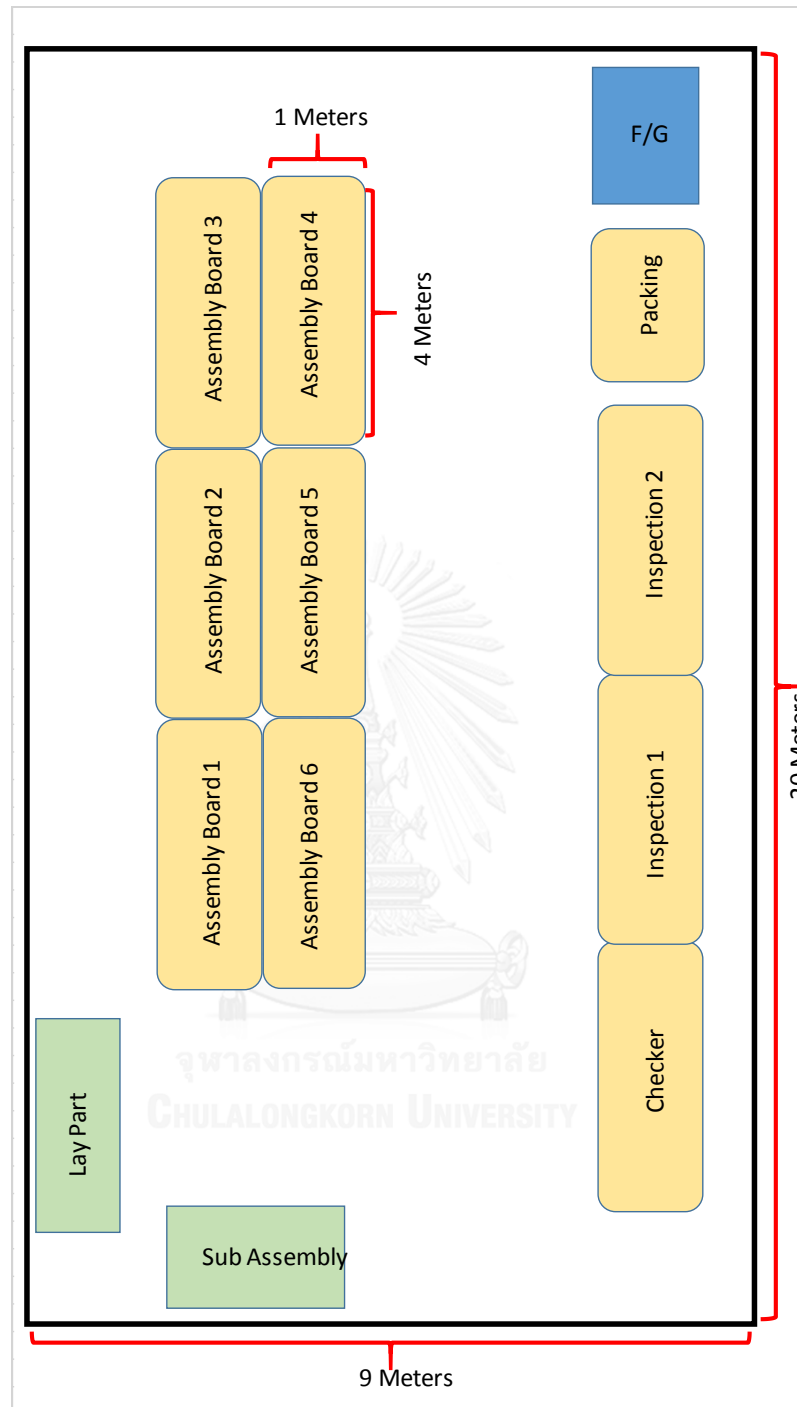 1 Meters
F/G
Assembly Board 3
Assembly Board 4
4 Meters
Packing
Assembly Board 2
Assembly Board 5
Inspection 2
Meters
Assembly Board 1
Assembly Board 6
Inspection 1
Checker
จุฬาลงกรณ์มหาวิทยาลัย
CHULALONGKORN UNIVERSITY
Lay Part
Sub Assembly
9 Meters